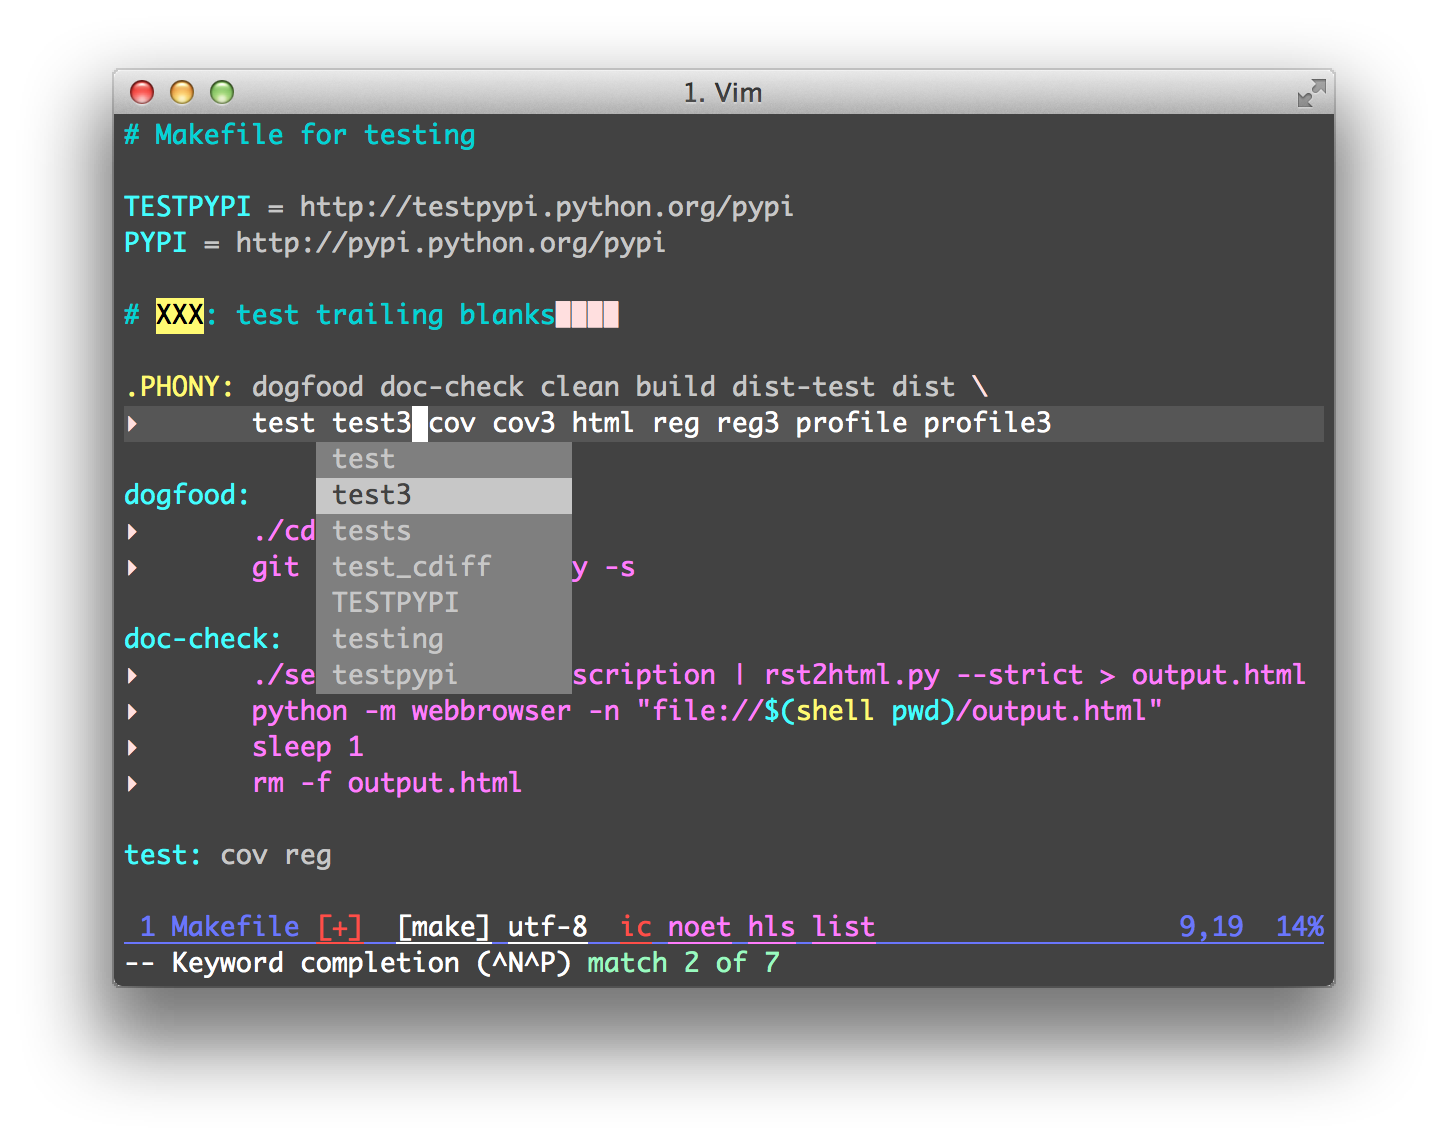 1. Vim
# Makefile for testing
TESTPYPI = http://testpypi.python.org/pypi
PYPI = http://pypi.python.org/pypi
# XXX: test trailing blanks
.PHONY: dogfood doc-check clean build dist-test dist \
test test3 cov cov3 html reg reg3 profile profile3
test
dogfood: test3
./cd tests
git test_cdiff y -s
TESTPYPI
doc-check: testing
./se testpypi scription | rst2html.py --strict > output.html
python -m webbrowser -n "file://$(shell pwd)/output.html"
sleep 1
rm -f output.html
test: cov reg
1 Makefile [+] [make] utf-8 ic noet hls list 9,19 14%
-- Keyword completion (^N^P) match 2 of 7